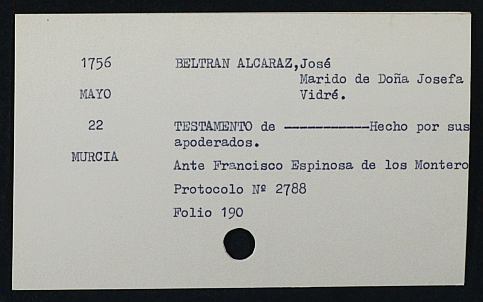 1756 BELTRAN ALCARAZ,José
Marido de Doña Josefa
MAYO Vidré.
22 TESTAMENTO de -----------Hecho por sus
apoderados.
MURCIA
Ante Francisco Espinosa de los Montero
Protocolo Nº 2788
Folio 190